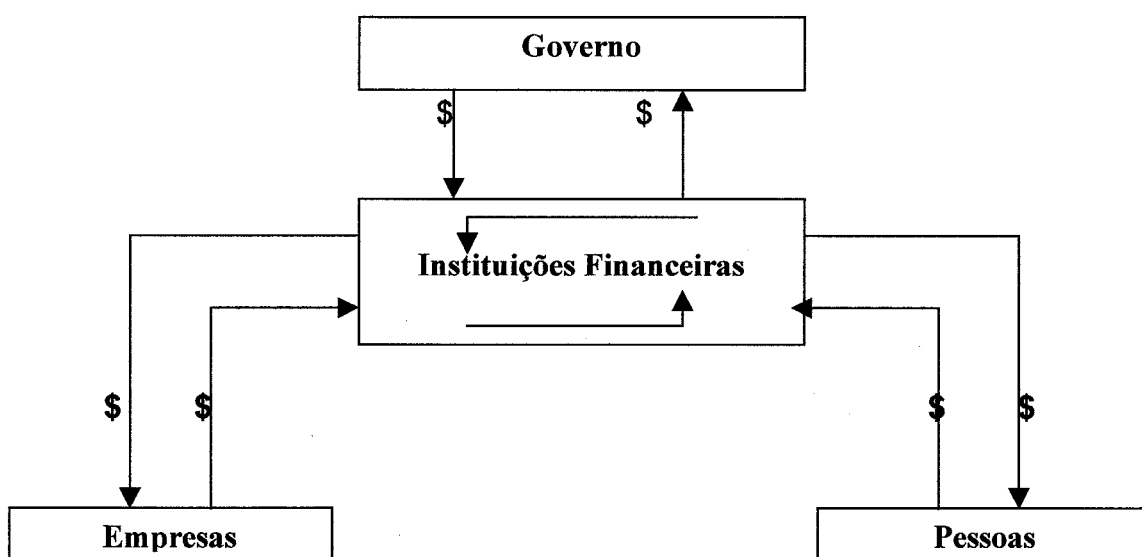 Governo
$ $
Instituições Financeiras
$ $ $ $
Empresas Pessoas